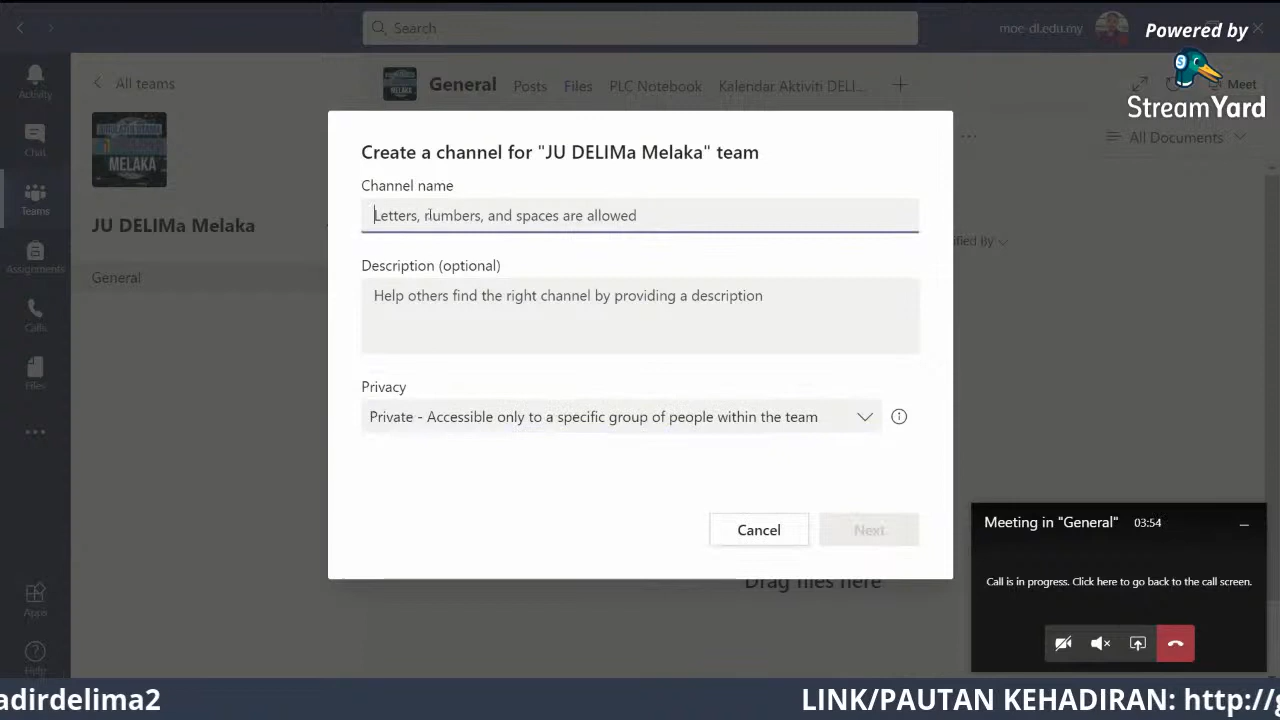 Search
moe-dl.edu.my
Powered by
StreamYard
Activity
Chat
Teams
Assignments
Calls
Files
Apps
Help
All teams
MELAKA
JU DELIMa Melaka
General
General
Posts
Files
PLC Notebook
Kalendar Aktiviti DELI...
Meet
All Documents
ified By
Create a channel for "JU DELIMa Melaka" team
Channel name
Letters, numbers, and spaces are allowed
Description (optional)
Help others find the right channel by providing a description
Privacy
Private - Accessible only to a specific group of people within the team
Cancel
Next
Drag files here
Meeting in "General" 03:54
Call is in progress. Click here to go back to the call screen.
adirdelima2
LINK/PAUTAN KEHADIRAN: http://g